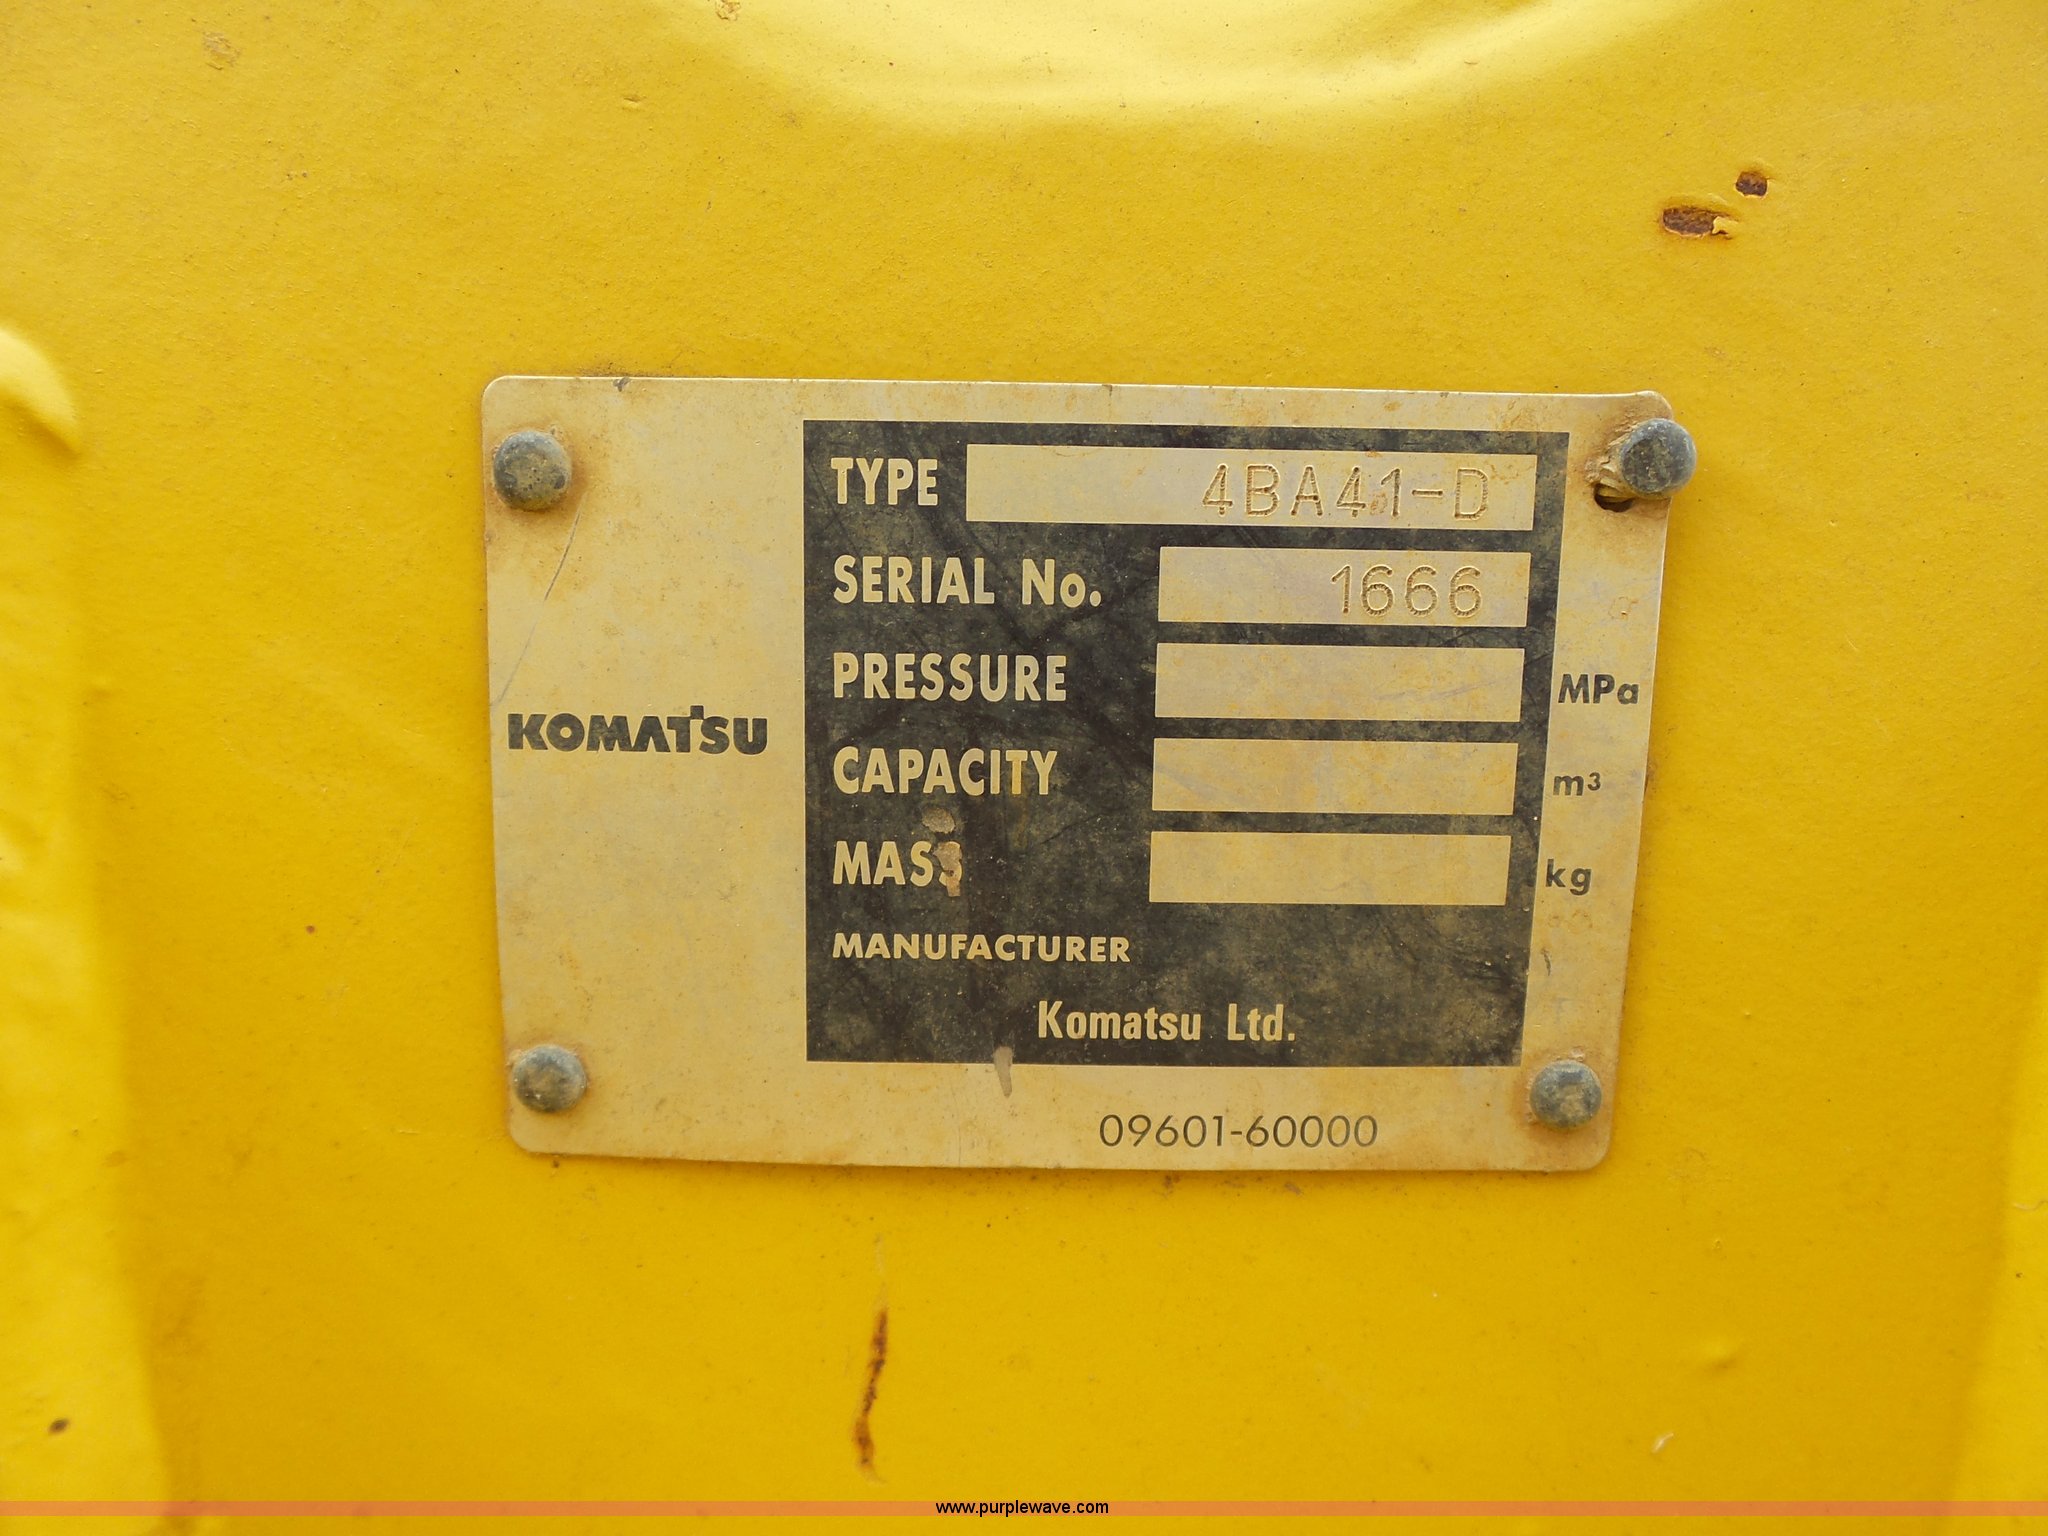 KOMATSU
TYPE 4BA41-D
SERIAL No. 1666
PRESSURE MPa
CAPACITY m³
MASS kg
MANUFACTURER
Komatsu Ltd.
09601-60000
www.purplewave.com